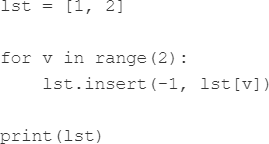 lst = [1, 2]
for v in range(2):
    lst.insert(-1, lst[v])
print(lst)